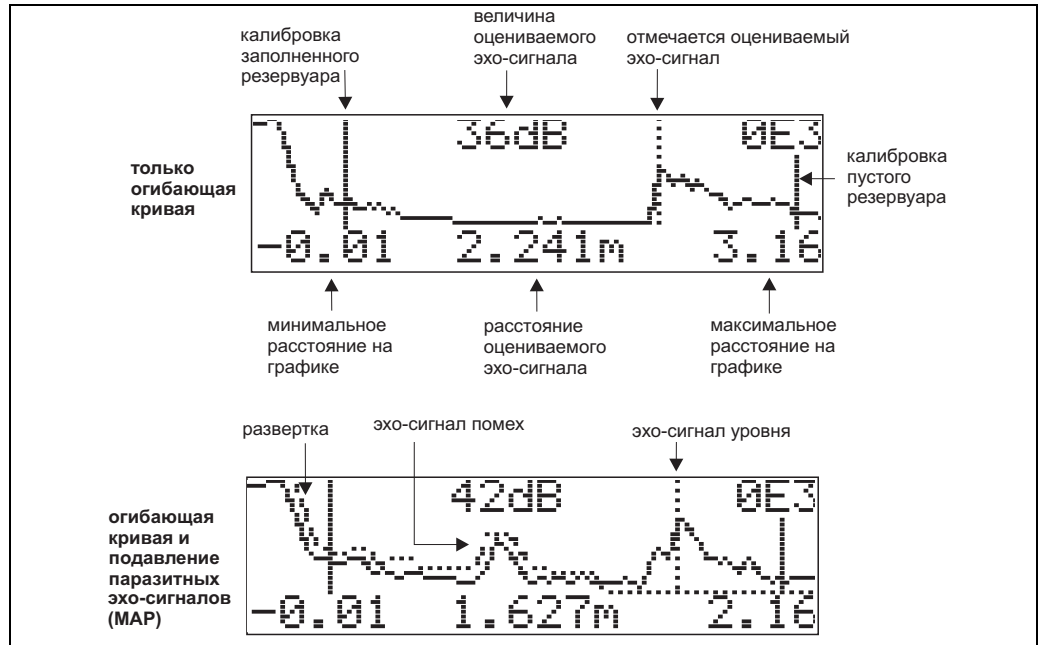 калибровка
заполненного
резервуара
величина
оцениваемого
эхо-сигнала
отмечается оцениваемый
эхо-сигнал
только
огибающая
кривая
36dB
0E3
калибровка
пустого
резервуара
-0.01
2.241m
3.16
минимальное
расстояние на
графике
расстояние
оцениваемого
эхо-сигнала
максимальное
расстояние на
графике
развертка
эхо-сигнал помех
эхо-сигнал уровня
огибающая
кривая и
подавление
паразитных
эхо-сигналов
(MAP)
42dB
0E3
-0.01
1.627m
2.16